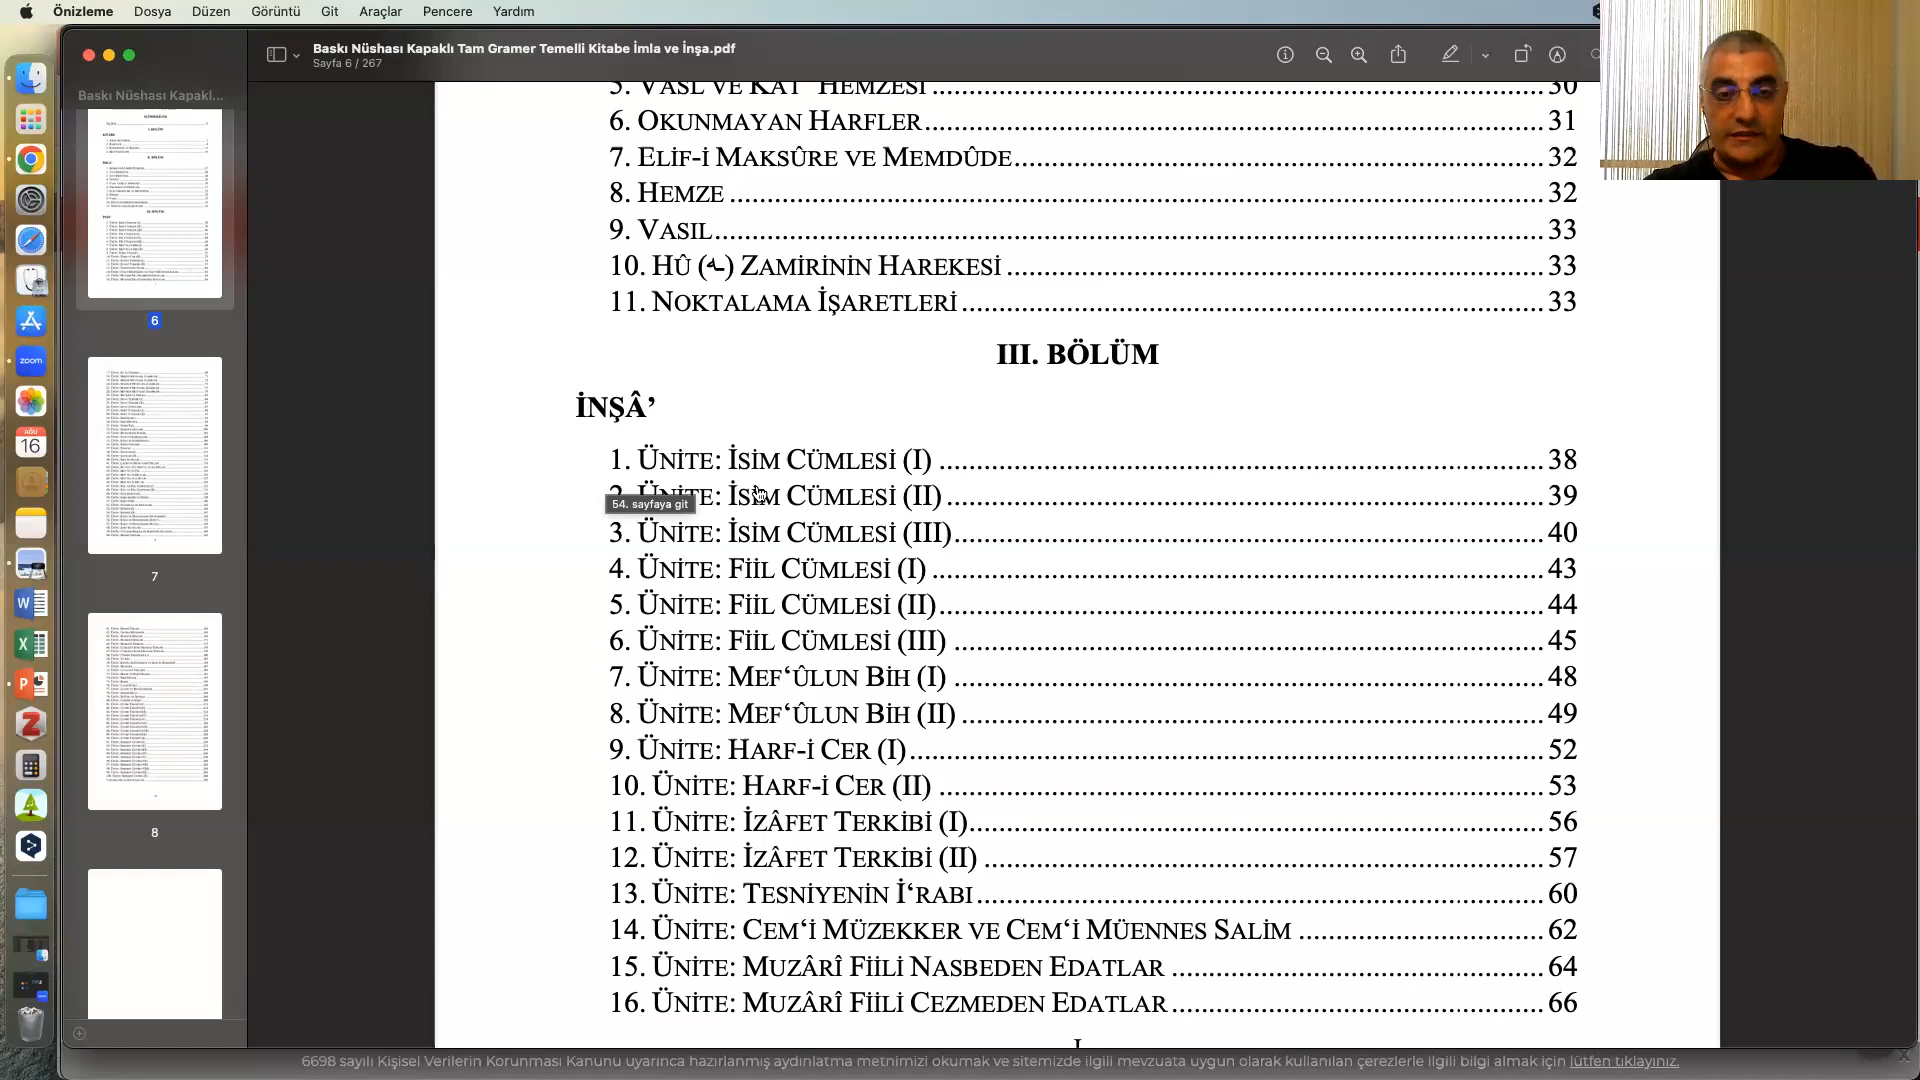 Önizleme Dosya Düzen Görüntü Git Araçlar Pencere Yardım
Baskı Nüshası Kapaklı Tam Gramer Temelli Kitabe İmla ve İnşa.pdf
Sayfa 6 / 267
Baskı Nüshası Kapakl...
6
7
8
AĞU
16
zoom
5. VASL VE KAT‘ HEMZESİ 30
6. OKUNMAYAN HARFLER 31
7. ELİF-İ MAKSÛRE VE MEMDÛDE 32
8. HEMZE 32
9. VASIL 33
10. HÛ (ـه) ZAMİRİNİN HAREKESİ 33
11. NOKTALAMA İŞARETLERİ 33
III. BÖLÜM
İNŞÂ’
1. ÜNİTE: İSİM CÜMLESİ (I) 38
2. ÜNİTE: İSİM CÜMLESİ (II) 39
54. sayfaya git
3. ÜNİTE: İSİM CÜMLESİ (III) 40
4. ÜNİTE: FİİL CÜMLESİ (I) 43
5. ÜNİTE: FİİL CÜMLESİ (II) 44
6. ÜNİTE: FİİL CÜMLESİ (III) 45
7. ÜNİTE: MEF‘ÛLUN BİH (I) 48
8. ÜNİTE: MEF‘ÛLUN BİH (II) 49
9. ÜNİTE: HARF-İ CER (I) 52
10. ÜNİTE: HARF-İ CER (II) 53
11. ÜNİTE: İZÂFET TERKİBİ (I) 56
12. ÜNİTE: İZÂFET TERKİBİ (II) 57
13. ÜNİTE: TESNİYENİN İ‘RABI 60
14. ÜNİTE: CEM‘İ MÜZEKKER VE CEM‘İ MÜENNES SALİM 62
15. ÜNİTE: MUZÂRÎ FİİLİ NASBEDEN EDATLAR 64
16. ÜNİTE: MUZÂRÎ FİİLİ CEZMEDEN EDATLAR 66
I
6698 sayılı Kişisel Verilerin Korunması Kanunu uyarınca hazırlanmış aydınlatma metnimizi okumak ve sitemizde ilgili mevzuata uygun olarak kullanılan çerezlerle ilgili bilgi almak için lütfen tıklayınız.